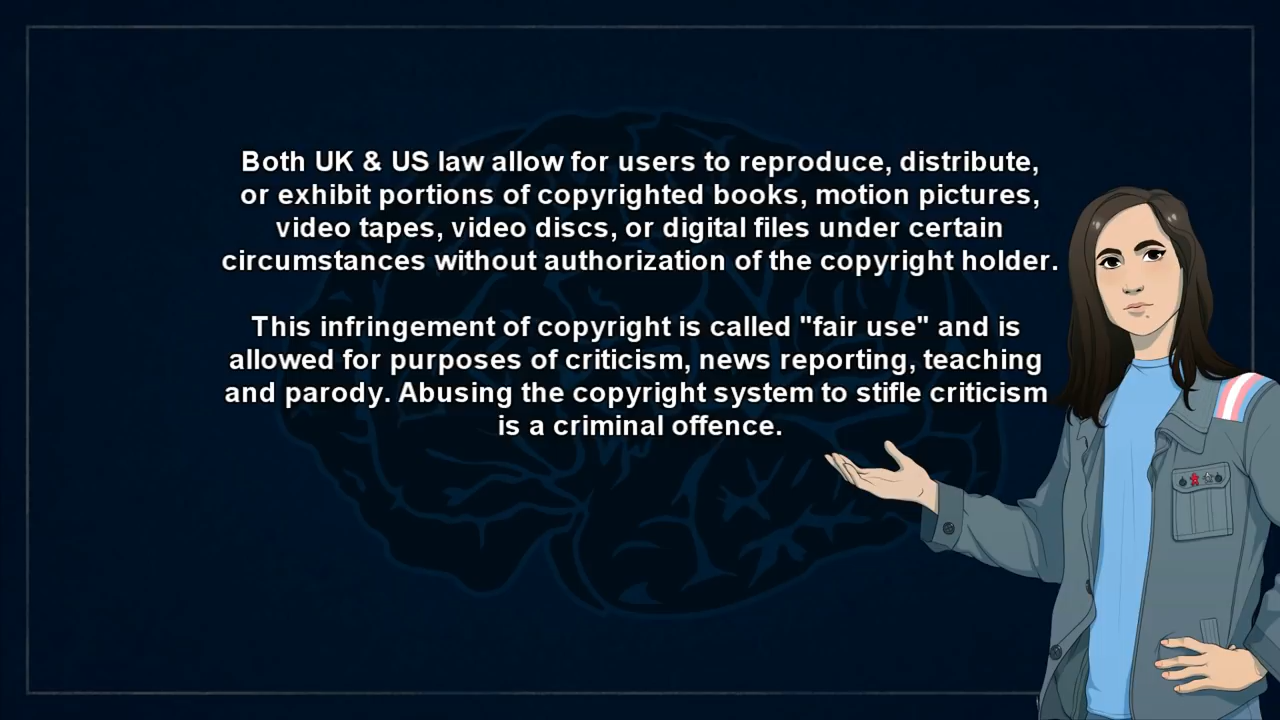 Both UK & US law allow for users to reproduce, distribute,
or exhibit portions of copyrighted books, motion pictures,
video tapes, video discs, or digital files under certain
circumstances without authorization of the copyright holder.
This infringement of copyright is called "fair use" and is
allowed for purposes of criticism, news reporting, teaching
and parody. Abusing the copyright system to stifle criticism
is a criminal offence.